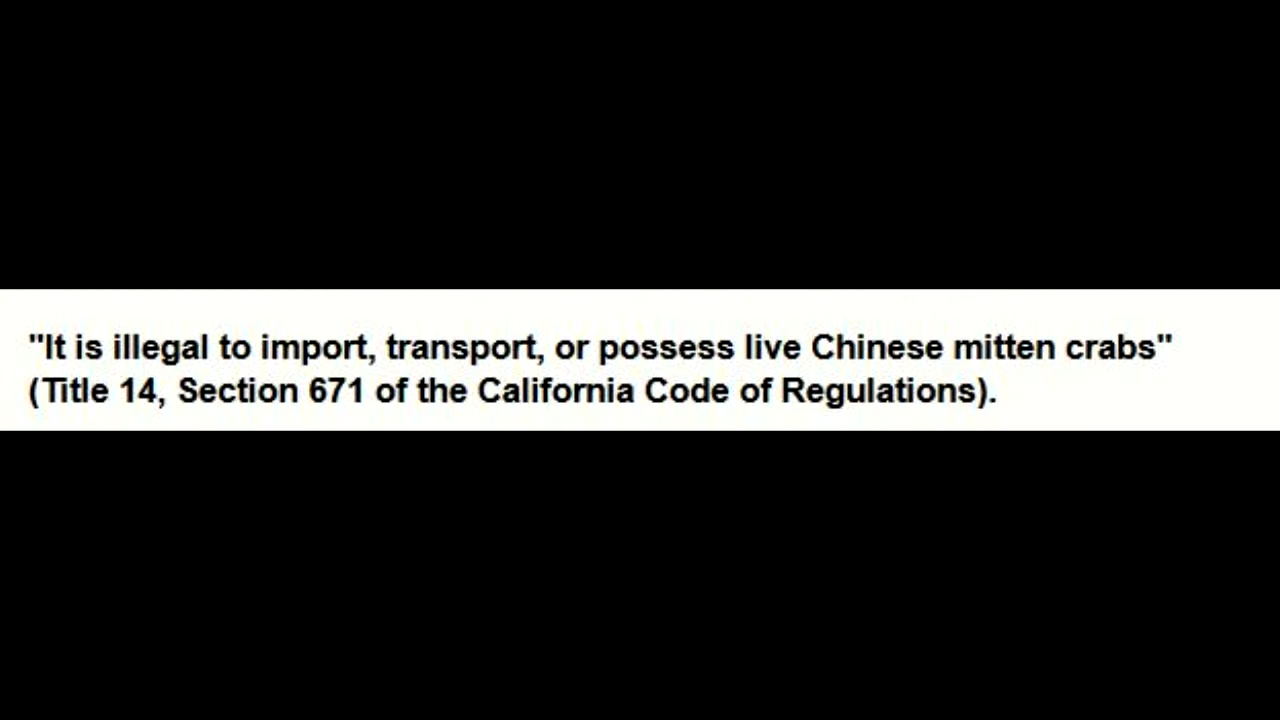 "It is illegal to import, transport, or possess live Chinese mitten crabs"
(Title 14, Section 671 of the California Code of Regulations).